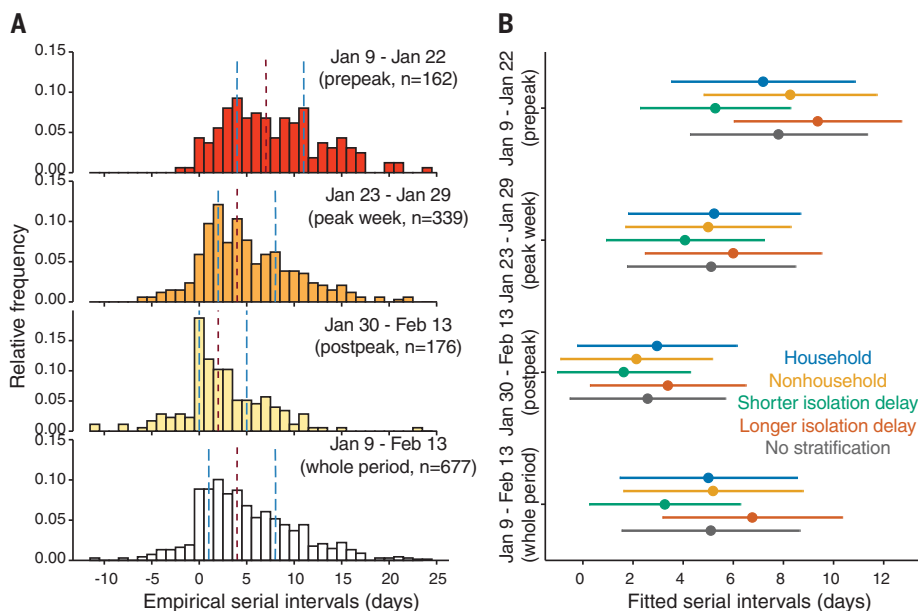 A
B
Jan 9 - Jan 22
(prepeak, n=162)
0.15
0.10
0.05
0.00
Jan 23 - Jan 29
(peak week, n=339)
0.15
0.10
0.05
0.00
Jan 30 - Feb 13
(postpeak, n=176)
0.15
0.10
0.05
0.00
Jan 9 - Feb 13
(whole period, n=677)
0.15
0.10
0.05
0.00
Relative frequency
-10 -5 0 5 10 15 20 25
Empirical serial intervals (days)
Jan 9 - Jan 22
(prepeak)
Jan 23 - Jan 29
(peak week)
Jan 30 - Feb 13
(postpeak)
Jan 9 - Feb 13
(whole period)
Household
Nonhousehold
Shorter isolation delay
Longer isolation delay
No stratification
0 2 4 6 8 10 12
Fitted serial intervals (days)